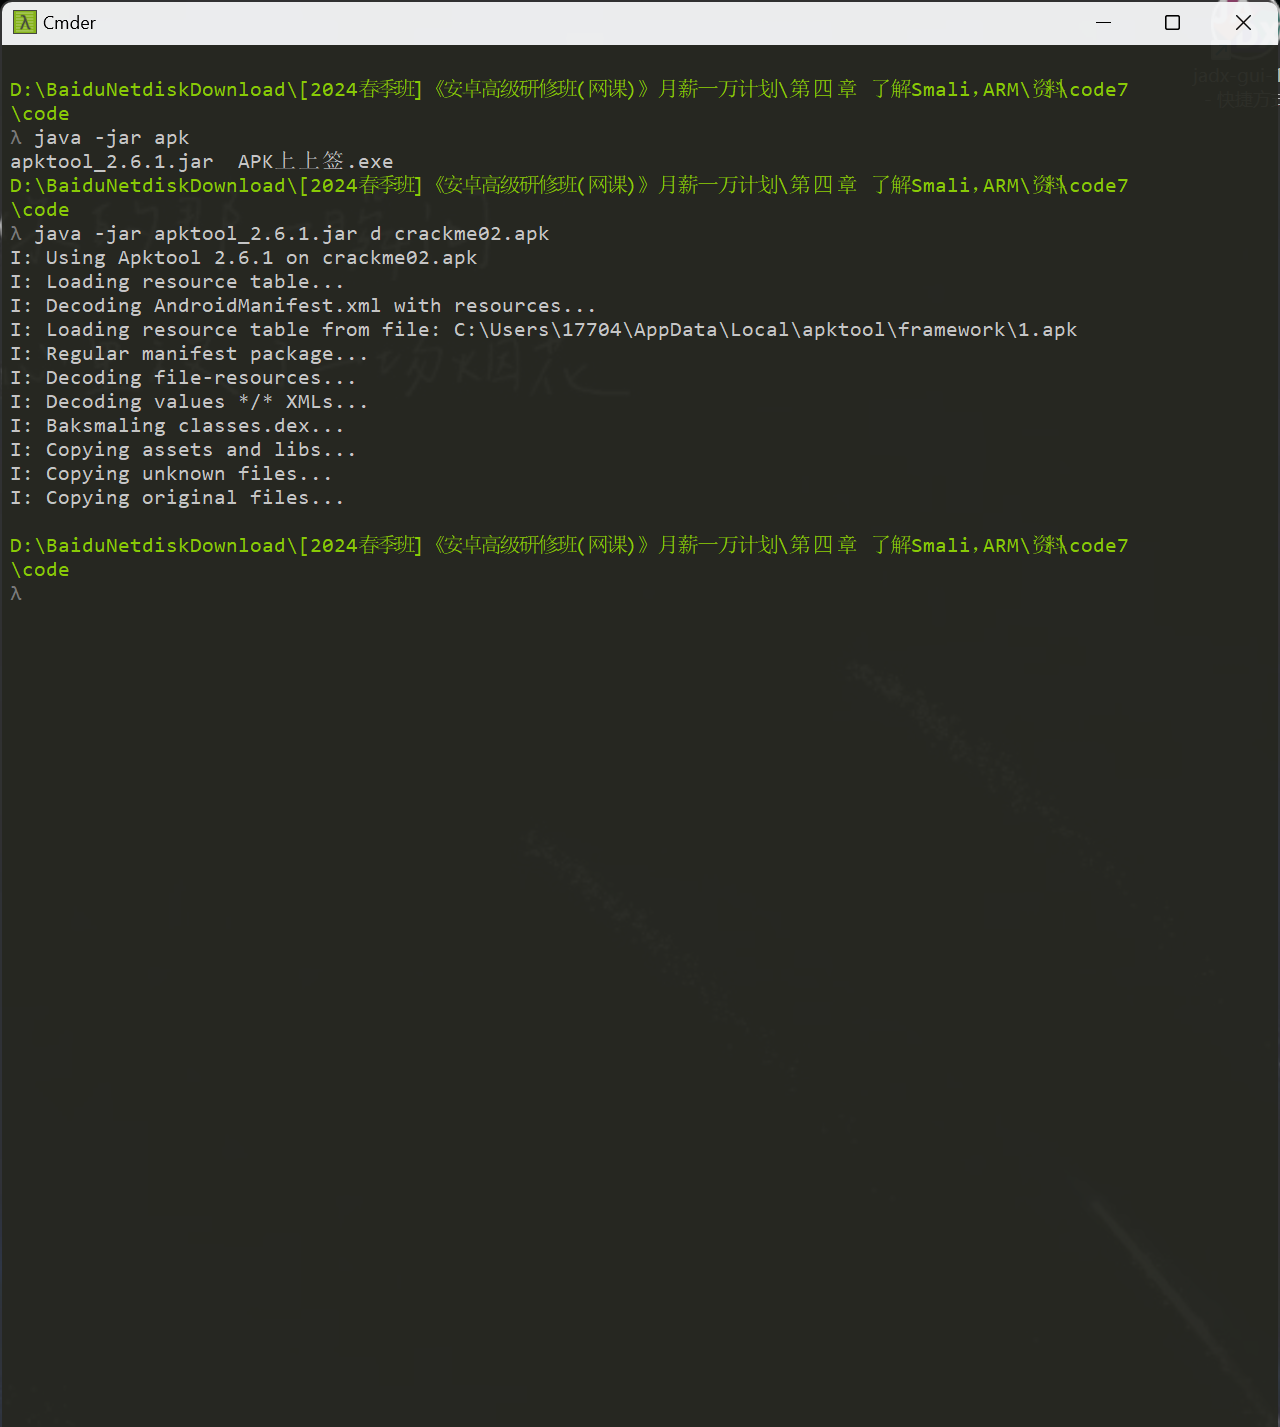 Cmder
D:\BaiduNetdiskDownload\[2024春季班]《安卓高级研修班(网课)》月薪一万计划\第四章 了解Smali,ARM\资料\code7
\code
λ java -jar apk
apktool_2.6.1.jar  APK上上签.exe
D:\BaiduNetdiskDownload\[2024春季班]《安卓高级研修班(网课)》月薪一万计划\第四章 了解Smali,ARM\资料\code7
\code
λ java -jar apktool_2.6.1.jar d crackme02.apk
I: Using Apktool 2.6.1 on crackme02.apk
I: Loading resource table...
I: Decoding AndroidManifest.xml with resources...
I: Loading resource table from file: C:\Users\17704\AppData\Local\apktool\framework\1.apk
I: Regular manifest package...
I: Decoding file-resources...
I: Decoding values */* XMLs...
I: Baksmaling classes.dex...
I: Copying assets and libs...
I: Copying unknown files...
I: Copying original files...
D:\BaiduNetdiskDownload\[2024春季班]《安卓高级研修班(网课)》月薪一万计划\第四章 了解Smali,ARM\资料\code7
\code
λ